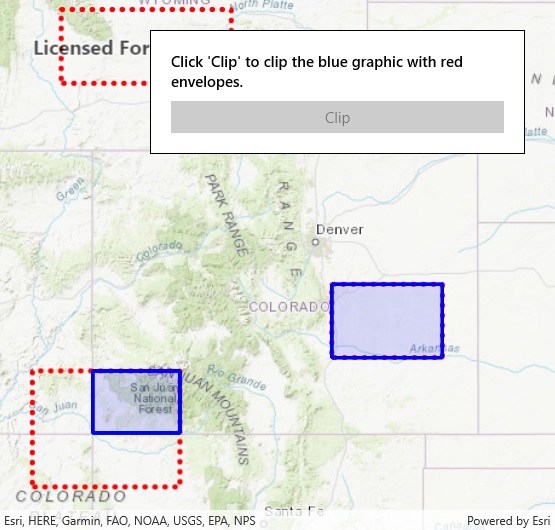 WYOMING
North Platte
Licensed For
Click 'Clip' to clip the blue graphic with red
envelopes.
Clip
N
latte
Green
PARK RANGE
RANGE
Denver
Colorado
COLORADO
Arkansas
SAN JUAN MOUNTAINS
Rio Grande
San Juan
National
Forest
San Juan
COLORADO
Santa Fe
Esri, HERE, Garmin, FAO, NOAA, USGS, EPA, NPS
Powered by Esri